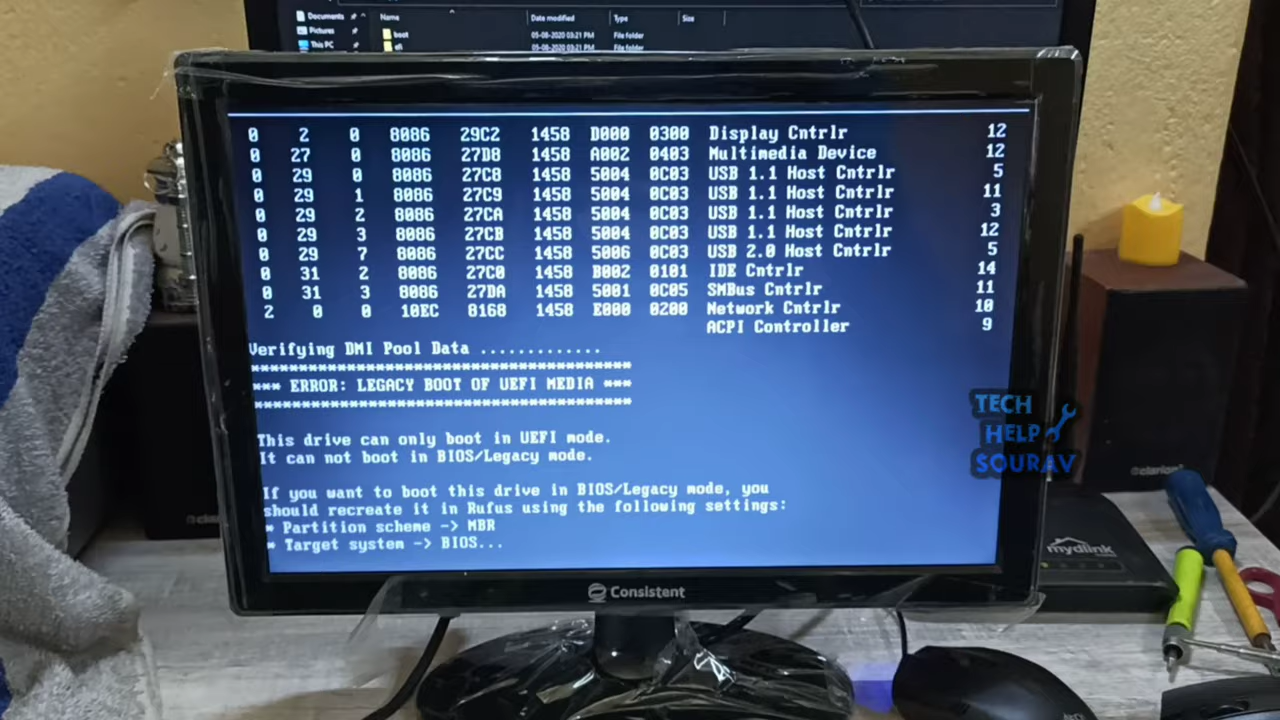 Documents Name Date modified Type Size
Pictures boot 05-08-2020 03:21 PM File folder
This PC efi 05-08-2020 03:21 PM File folder
0 2 0 8086 29C2 1458 D000 0300 Display Cntrlr 12
0 27 0 8086 27D8 1458 A002 0403 Multimedia Device 12
0 29 0 8086 27C8 1458 5004 0C03 USB 1.1 Host Cntrlr 5
0 29 1 8086 27C9 1458 5004 0C03 USB 1.1 Host Cntrlr 11
0 29 2 8086 27CA 1458 5004 0C03 USB 1.1 Host Cntrlr 3
0 29 3 8086 27CB 1458 5004 0C03 USB 1.1 Host Cntrlr 12
0 29 7 8086 27CC 1458 5006 0C03 USB 2.0 Host Cntrlr 5
0 31 2 8086 27C0 1458 B002 0101 IDE Cntrlr 14
0 31 3 8086 27DA 1458 5001 0C05 SMBus Cntrlr 11
2 0 0 10EC 8168 1458 E000 0200 Network Cntrlr 10
ACPI Controller 9
Verifying DMI Pool Data .............
****************************************
*** ERROR: LEGACY BOOT OF UEFI MEDIA ***
****************************************
This drive can only boot in UEFI mode.
It can not boot in BIOS/Legacy mode.
If you want to boot this drive in BIOS/Legacy mode, you
should recreate it in Rufus using the following settings:
* Partition scheme -> MBR
* Target system -> BIOS...
Consistent
TECH
HELP
SOURAV
clarion
mydlink